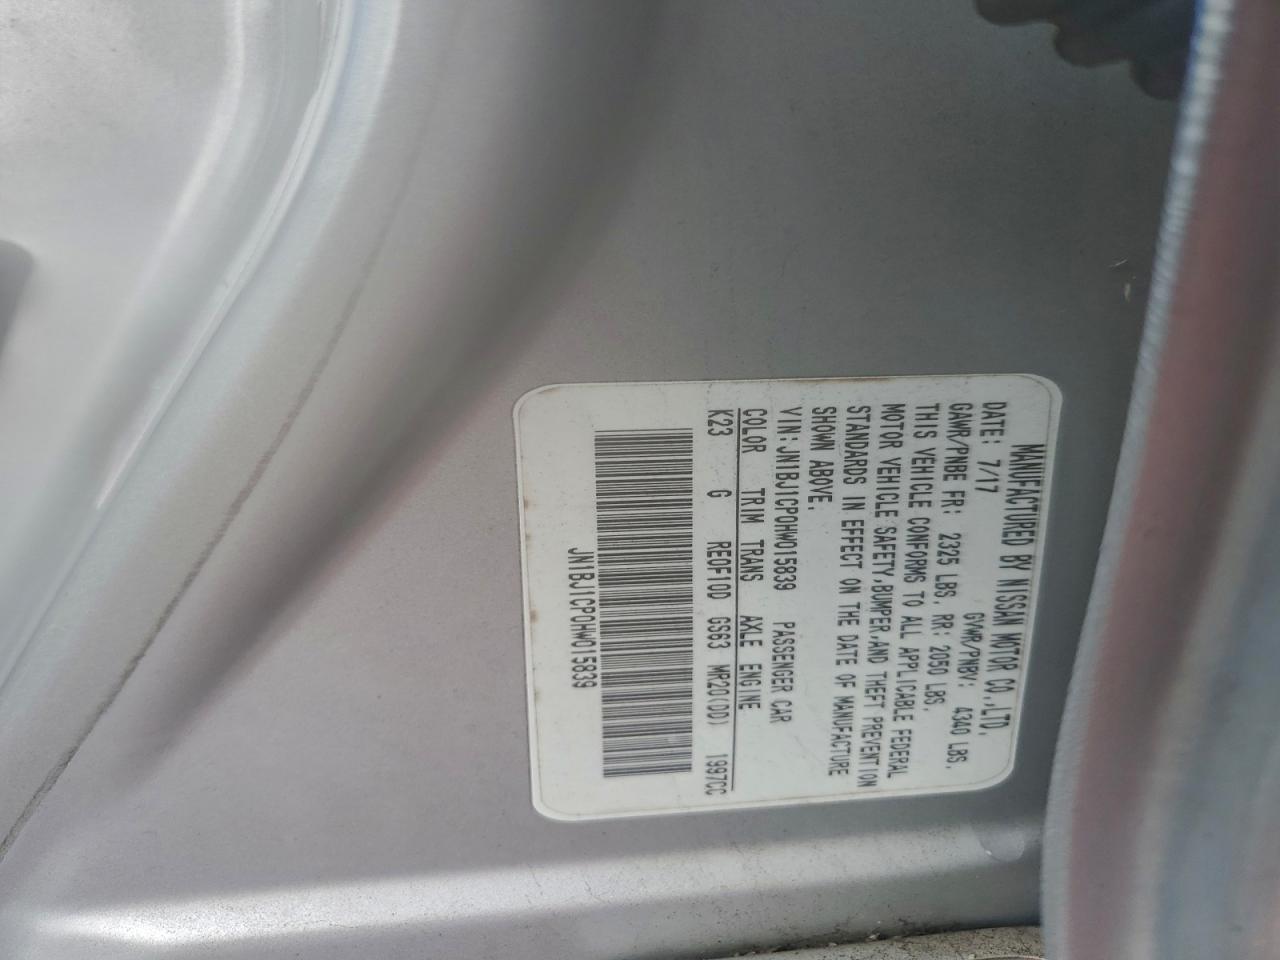 MANUFACTURED BY NISSAN MOTOR CO.,LTD.
DATE: 7/17 GVWR/PNBV: 4340 LBS.
GAWR/PNBE FR: 2325 LBS. RR: 2050 LBS.
THIS VEHICLE CONFORMS TO ALL APPLICABLE FEDERAL
MOTOR VEHICLE SAFETY,BUMPER,AND THEFT PREVENTION
STANDARDS IN EFFECT ON THE DATE OF MANUFACTURE
SHOWN ABOVE.
VIN:JN1BJ1CP0HW015839 PASSENGER CAR
COLOR TRIM TRANS AXLE ENGINE
K23 G RE0F10D GS63 MR20(DD) 1997CC
JN1BJ1CP0HW015839